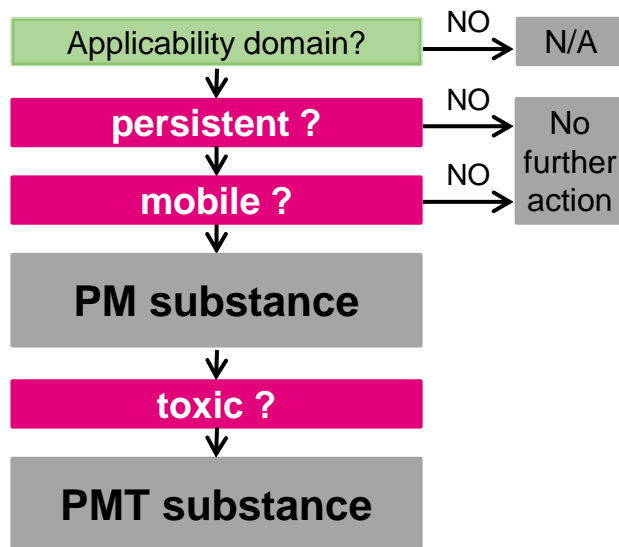 Applicability domain?
NO
N/A
persistent ?
NO
No
further
action
mobile ?
NO
PM substance
toxic ?
PMT substance